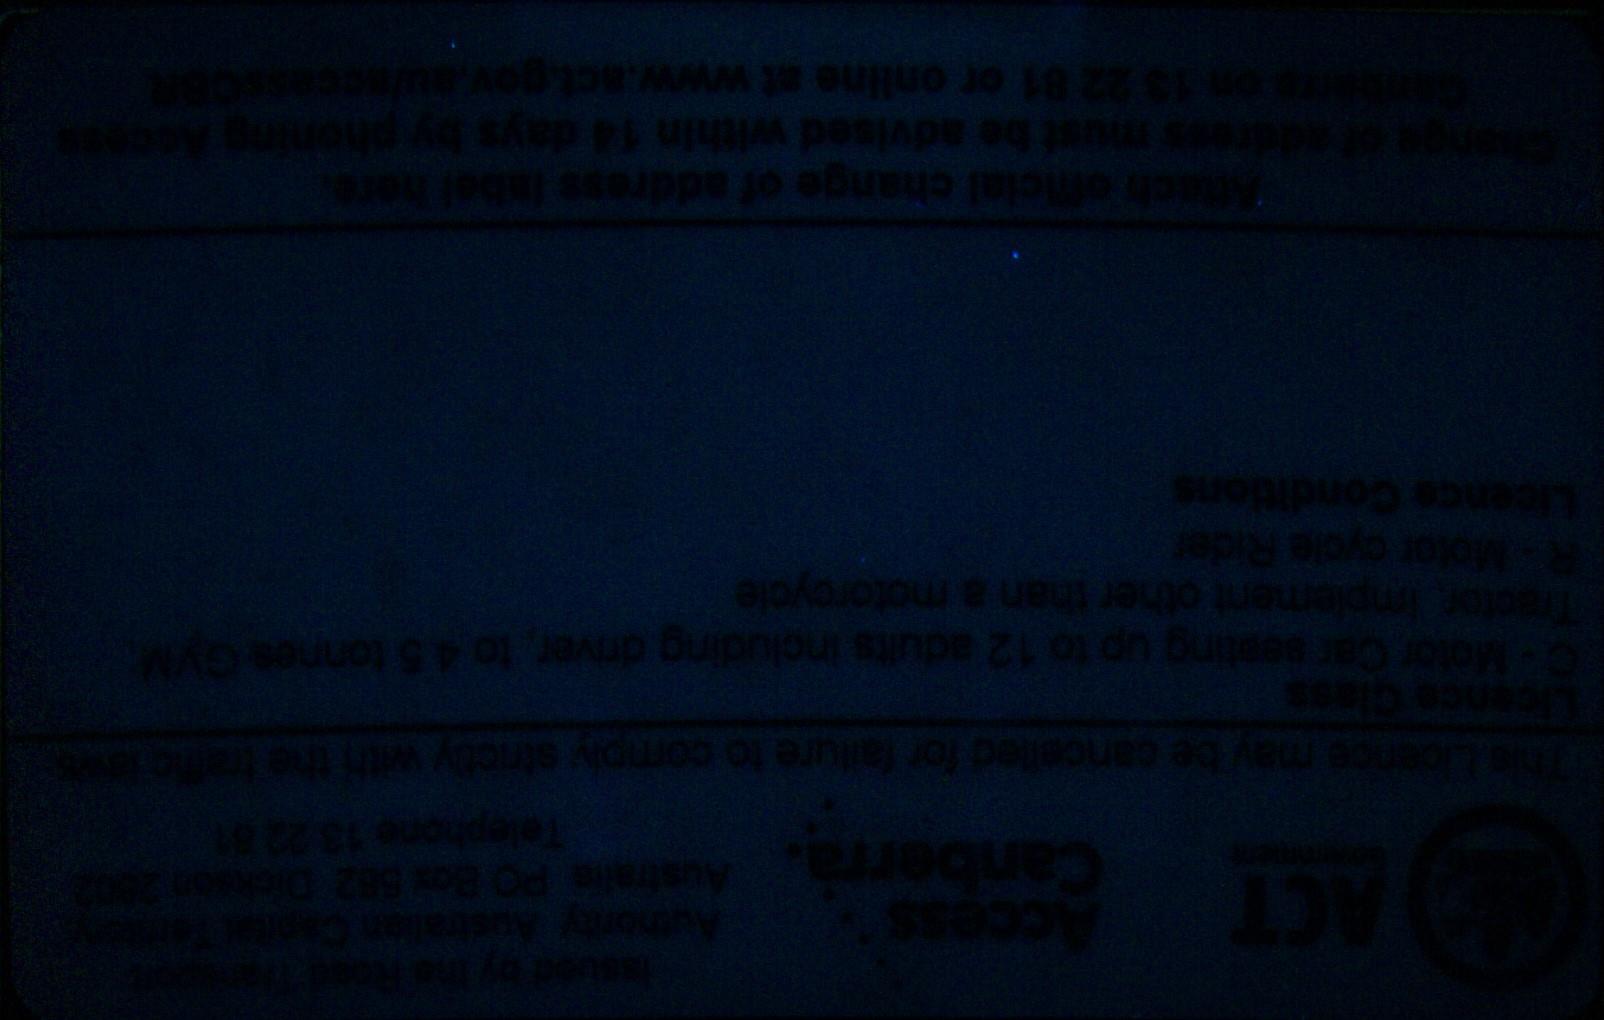 ACT
Government
Access
Canberra.
Issued by the Road Transport
Authority Australian Capital Territory
Australia PO Box 582 Dickson 2602
Telephone 13 22 81
This Licence may be cancelled for failure to comply strictly with the traffic laws
Licence Class
C - Motor Car seating up to 12 adults including driver, to 4.5 tonnes GVM,
Tractor, implement other than a motorcycle
R - Motor cycle Rider
Licence Conditions
Attach official change of address label here.
Change of address must be advised within 14 days by phoning Access
Canberra on 13 22 81 or online at www.act.gov.au/accessCBR